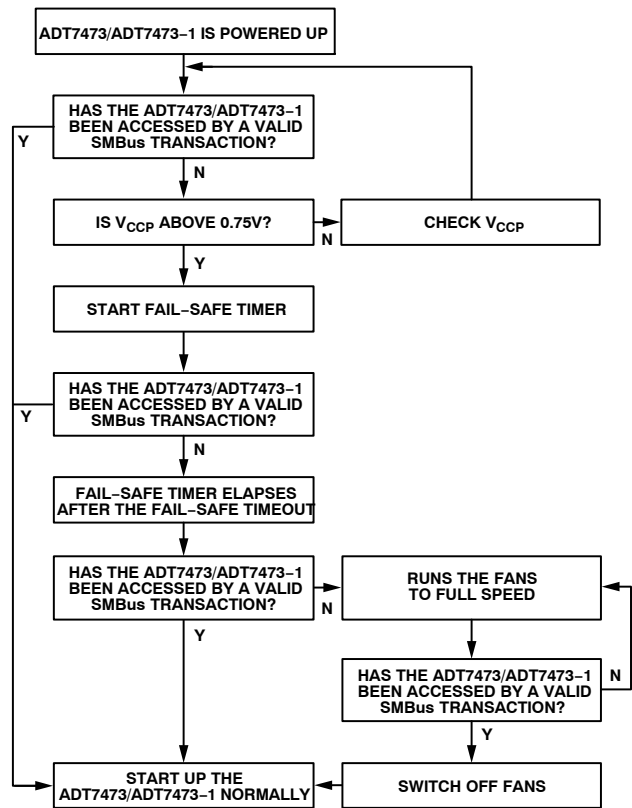 ADT7473/ADT7473–1 IS POWERED UP
HAS THE ADT7473/ADT7473–1
BEEN ACCESSED BY A VALID
SMBus TRANSACTION?
Y
N
IS VCCP ABOVE 0.75V?
N
CHECK VCCP
Y
START FAIL–SAFE TIMER
HAS THE ADT7473/ADT7473–1
BEEN ACCESSED BY A VALID
SMBus TRANSACTION?
Y
N
FAIL–SAFE TIMER ELAPSES
AFTER THE FAIL–SAFE TIMEOUT
HAS THE ADT7473/ADT7473–1
BEEN ACCESSED BY A VALID
SMBus TRANSACTION?
N
RUNS THE FANS
TO FULL SPEED
Y
HAS THE ADT7473/ADT7473–1
BEEN ACCESSED BY A VALID
SMBus TRANSACTION?
N
Y
START UP THE
ADT7473/ADT7473–1 NORMALLY
SWITCH OFF FANS